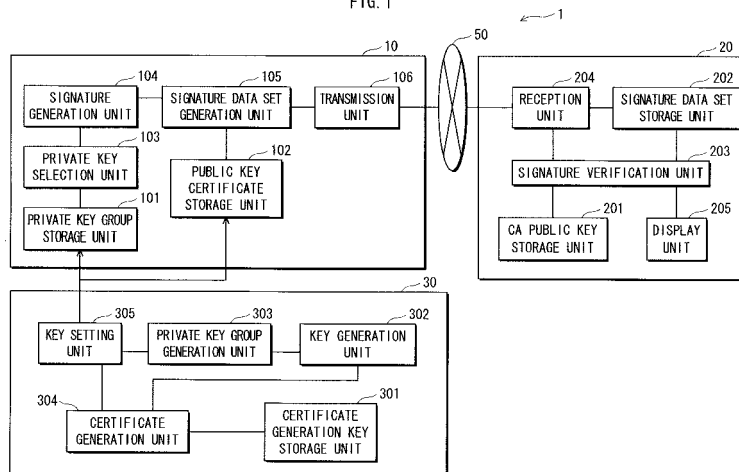 FIG. 1
1
50
10
20
104
SIGNATURE
GENERATION UNIT
105
SIGNATURE DATA SET
GENERATION UNIT
106
TRANSMISSION
UNIT
204
RECEPTION
UNIT
202
SIGNATURE DATA SET
STORAGE UNIT
103
PRIVATE KEY
SELECTION UNIT
102
PUBLIC KEY
CERTIFICATE
STORAGE UNIT
203
SIGNATURE VERIFICATION UNIT
101
PRIVATE KEY GROUP
STORAGE UNIT
201
CA PUBLIC KEY
STORAGE UNIT
205
DISPLAY
UNIT
30
305
KEY SETTING
UNIT
303
PRIVATE KEY GROUP
GENERATION UNIT
302
KEY GENERATION
UNIT
304
CERTIFICATE
GENERATION UNIT
301
CERTIFICATE
GENERATION KEY
STORAGE UNIT